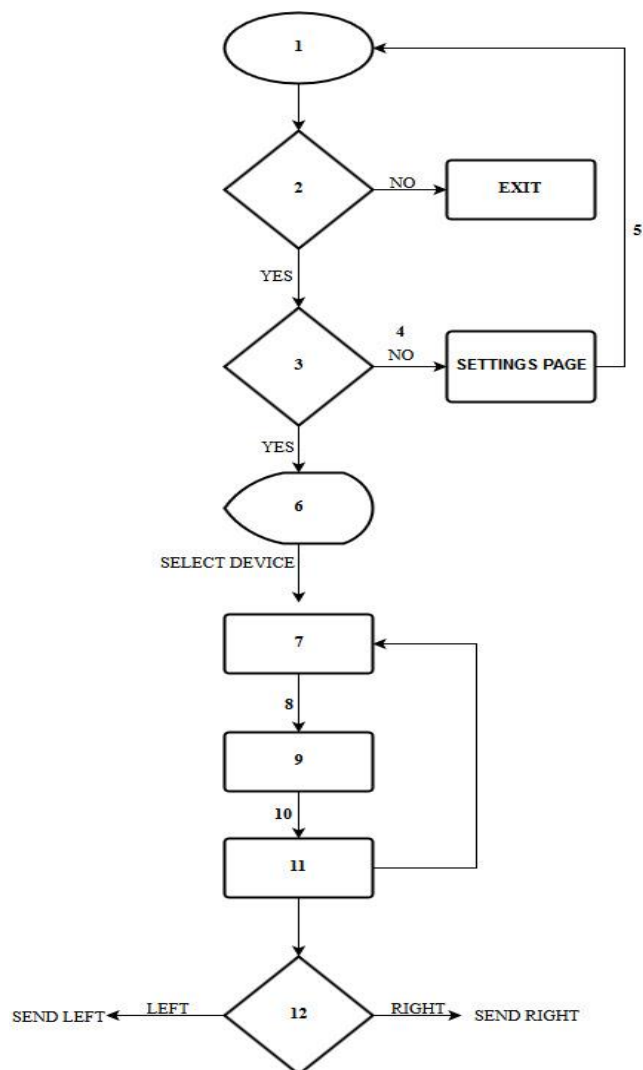 1
2
NO
EXIT
5
YES
4
3
NO
SETTINGS PAGE
YES
6
SELECT DEVICE
7
8
9
10
11
SEND LEFT
LEFT
12
RIGHT
SEND RIGHT